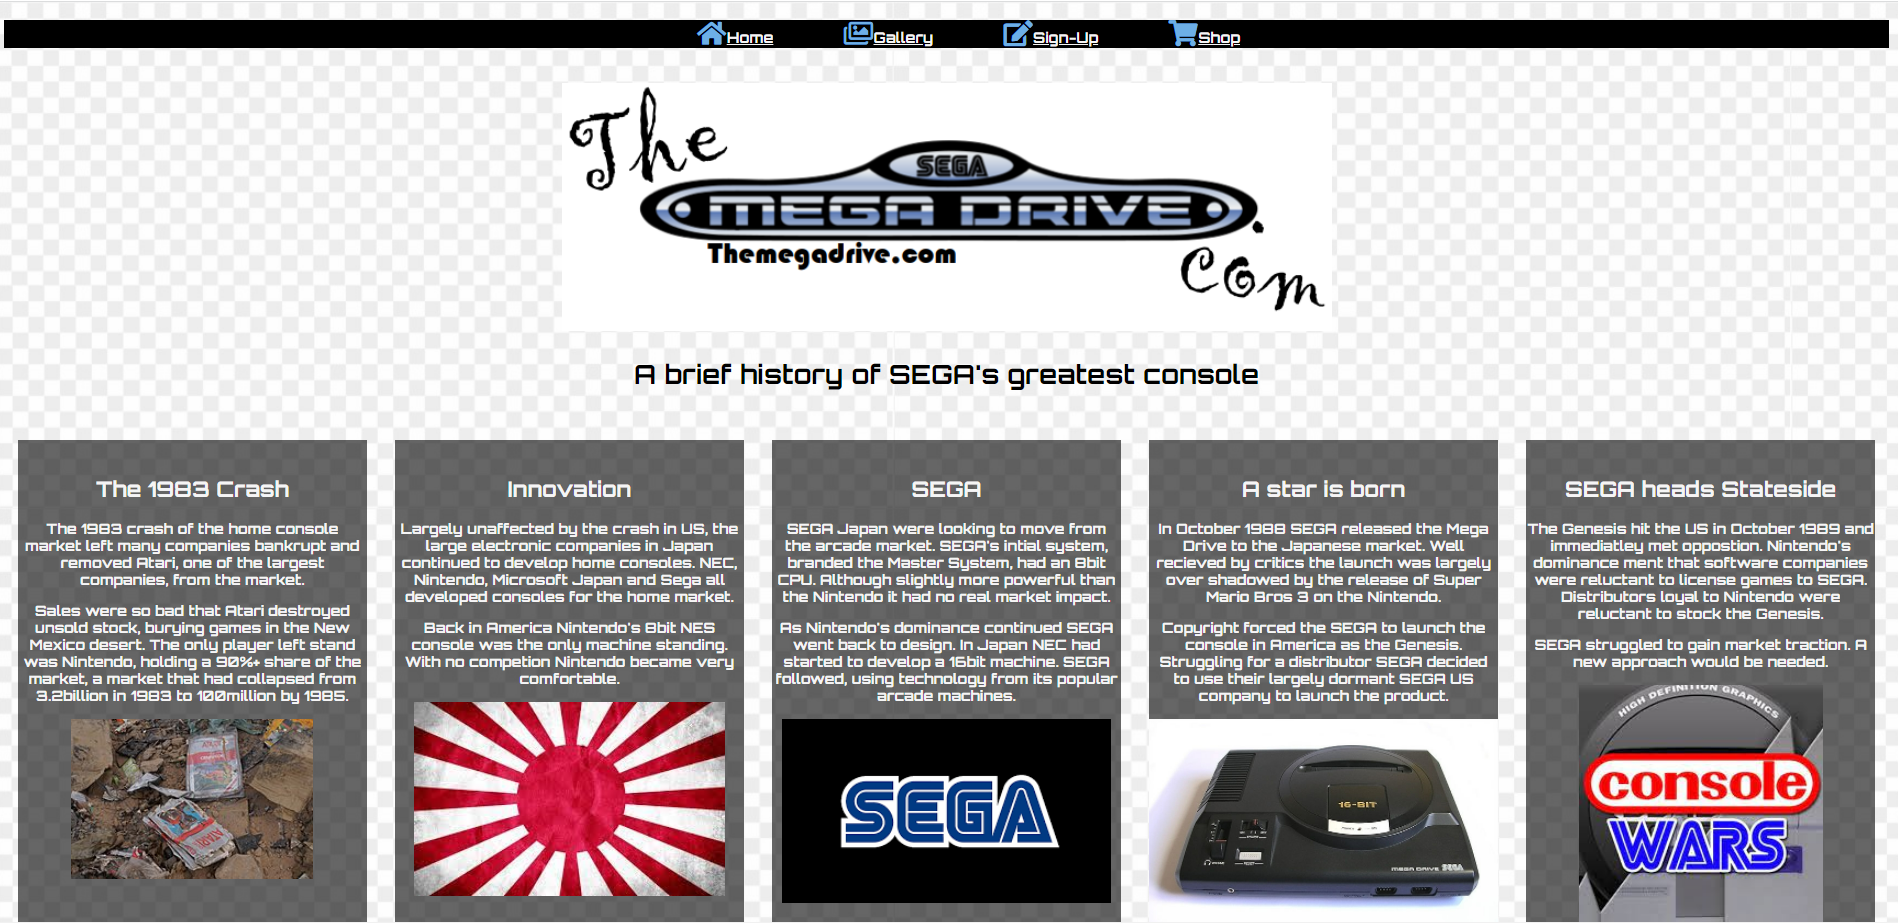 Home Gallery Sign-Up Shop
The
SEGA
MEGA DRIVE
.
Themegadrive.com
com
A brief history of SEGA's greatest console
The 1983 Crash
The 1983 crash of the home console
market left many companies bankrupt and
removed Atari, one of the largest
companies, from the market.
Sales were so bad that Atari destroyed
unsold stock, burying games in the New
Mexico desert. The only player left stand
was Nintendo, holding a 90%+ share of the
market, a market that had collapsed from
3.2billion in 1983 to 100million by 1985.
ATARI
Innovation
Largely unaffected by the crash in US, the
large electronic companies in Japan
continued to develop home consoles. NEC,
Nintendo, Microsoft Japan and Sega all
developed consoles for the home market.
Back in America Nintendo's 8bit NES
console was the only machine standing.
With no competion Nintendo became very
comfortable.
SEGA
SEGA Japan were looking to move from
the arcade market. SEGA's intial system,
branded the Master System, had an 8bit
CPU. Although slightly more powerful than
the Nintendo it had no real market impact.
As Nintendo's dominance continued SEGA
went back to design. In Japan NEC had
started to develop a 16bit machine. SEGA
followed, using technology from its popular
arcade machines.
SEGA
A star is born
In October 1988 SEGA released the Mega
Drive to the Japanese market. Well
recieved by critics the launch was largely
over shadowed by the release of Super
Mario Bros 3 on the Nintendo.
Copyright forced the SEGA to launch the
console in America as the Genesis.
Struggling for a distributor SEGA decided
to use their largely dormant SEGA US
company to launch the product.
16-BIT
MEGA DRIVE SEGA
SEGA heads Stateside
The Genesis hit the US in October 1989 and
immediatley met oppostion. Nintendo's
dominance ment that software companies
were reluctant to license games to SEGA.
Distributors loyal to Nintendo were
reluctant to stock the Genesis.
SEGA struggled to gain market traction. A
new approach would be needed.
HIGH DEFINITION GRAPHICS
console
WARS